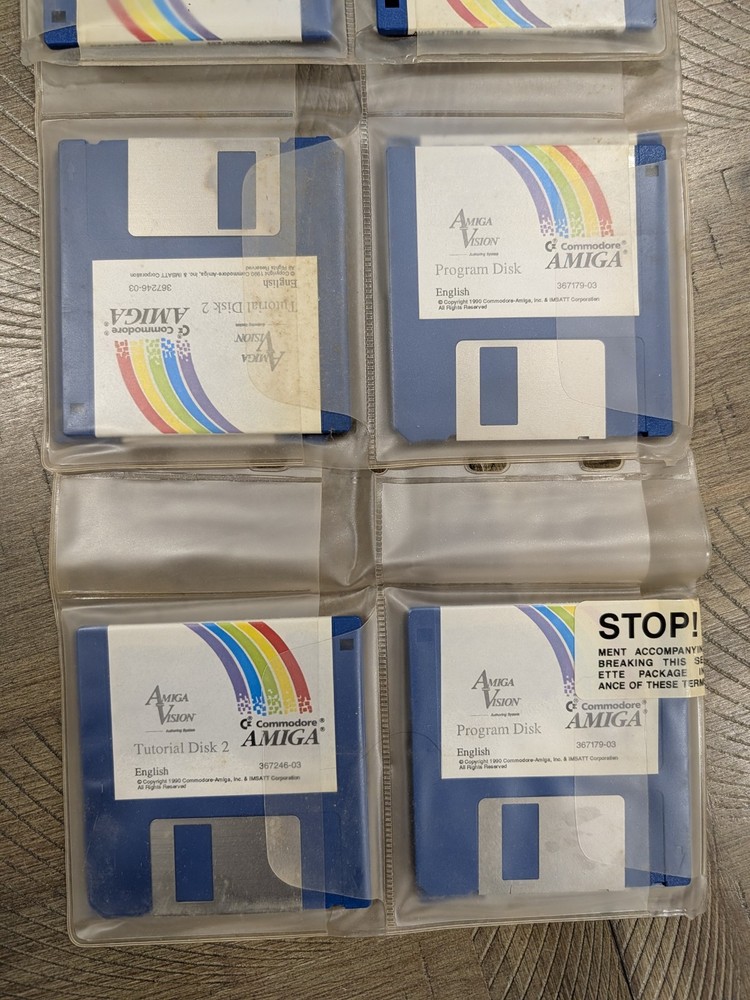 AMIGA
VISION
Authoring System
Tutorial Disk 2
Commodore®
AMIGA®
English
367246-03
© Copyright 1990 Commodore-Amiga, Inc. & IMSATT Corporation
All Rights Reserved
AMIGA
VISION
Authoring System
Program Disk
Commodore®
AMIGA®
English
367179-03
© Copyright 1990 Commodore-Amiga, Inc. & IMSATT Corporation
All Rights Reserved
AMIGA
VISION
Authoring System
Tutorial Disk 2
Commodore®
AMIGA®
English
367246-03
© Copyright 1990 Commodore-Amiga, Inc. & IMSATT Corporation
All Rights Reserved
AMIGA
VISION
Authoring System
Program Disk
Commodore®
AMIGA®
English
367179-03
© Copyright 1990 Commodore-Amiga, Inc. & IMSATT Corporation
All Rights Reserved
STOP!
MENT ACCOMPANYIN
BREAKING THIS SE
ETTE PACKAGE IN
ANCE OF THESE TERM